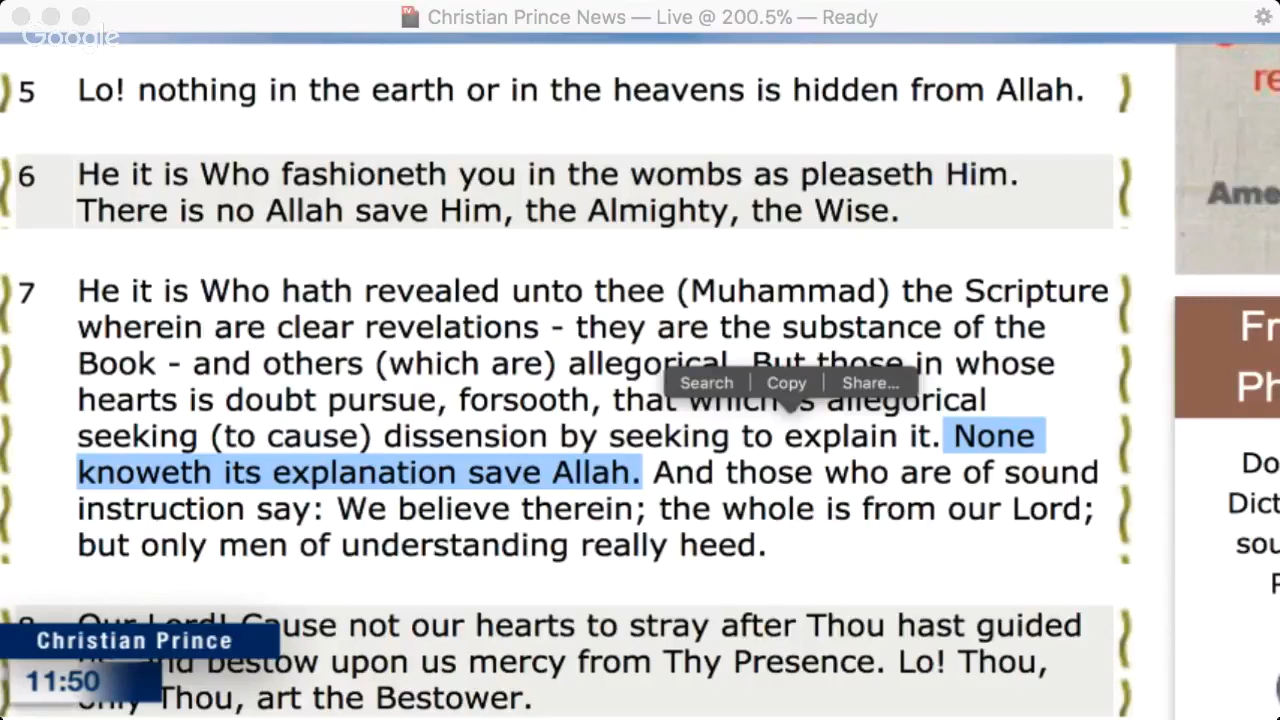 Christian Prince News — Live @ 200.5% — Ready
Google
5 Lo! nothing in the earth or in the heavens is hidden from Allah.
6 He it is Who fashioneth you in the wombs as pleaseth Him.
There is no Allah save Him, the Almighty, the Wise.
7 He it is Who hath revealed unto thee (Muhammad) the Scripture
wherein are clear revelations - they are the substance of the
Book - and others (which are) allegorical. But those in whose
Search Copy Share...
hearts is doubt pursue, forsooth, that which is allegorical
seeking (to cause) dissension by seeking to explain it. None
knoweth its explanation save Allah. And those who are of sound
instruction say: We believe therein; the whole is from our Lord;
but only men of understanding really heed.
8 Our Lord! Cause not our hearts to stray after Thou hast guided
us, and bestow upon us mercy from Thy Presence. Lo! Thou,
only Thou, art the Bestower.
Christian Prince
11:50
re
Ame
Fr
Ph
Do
Dict
sou